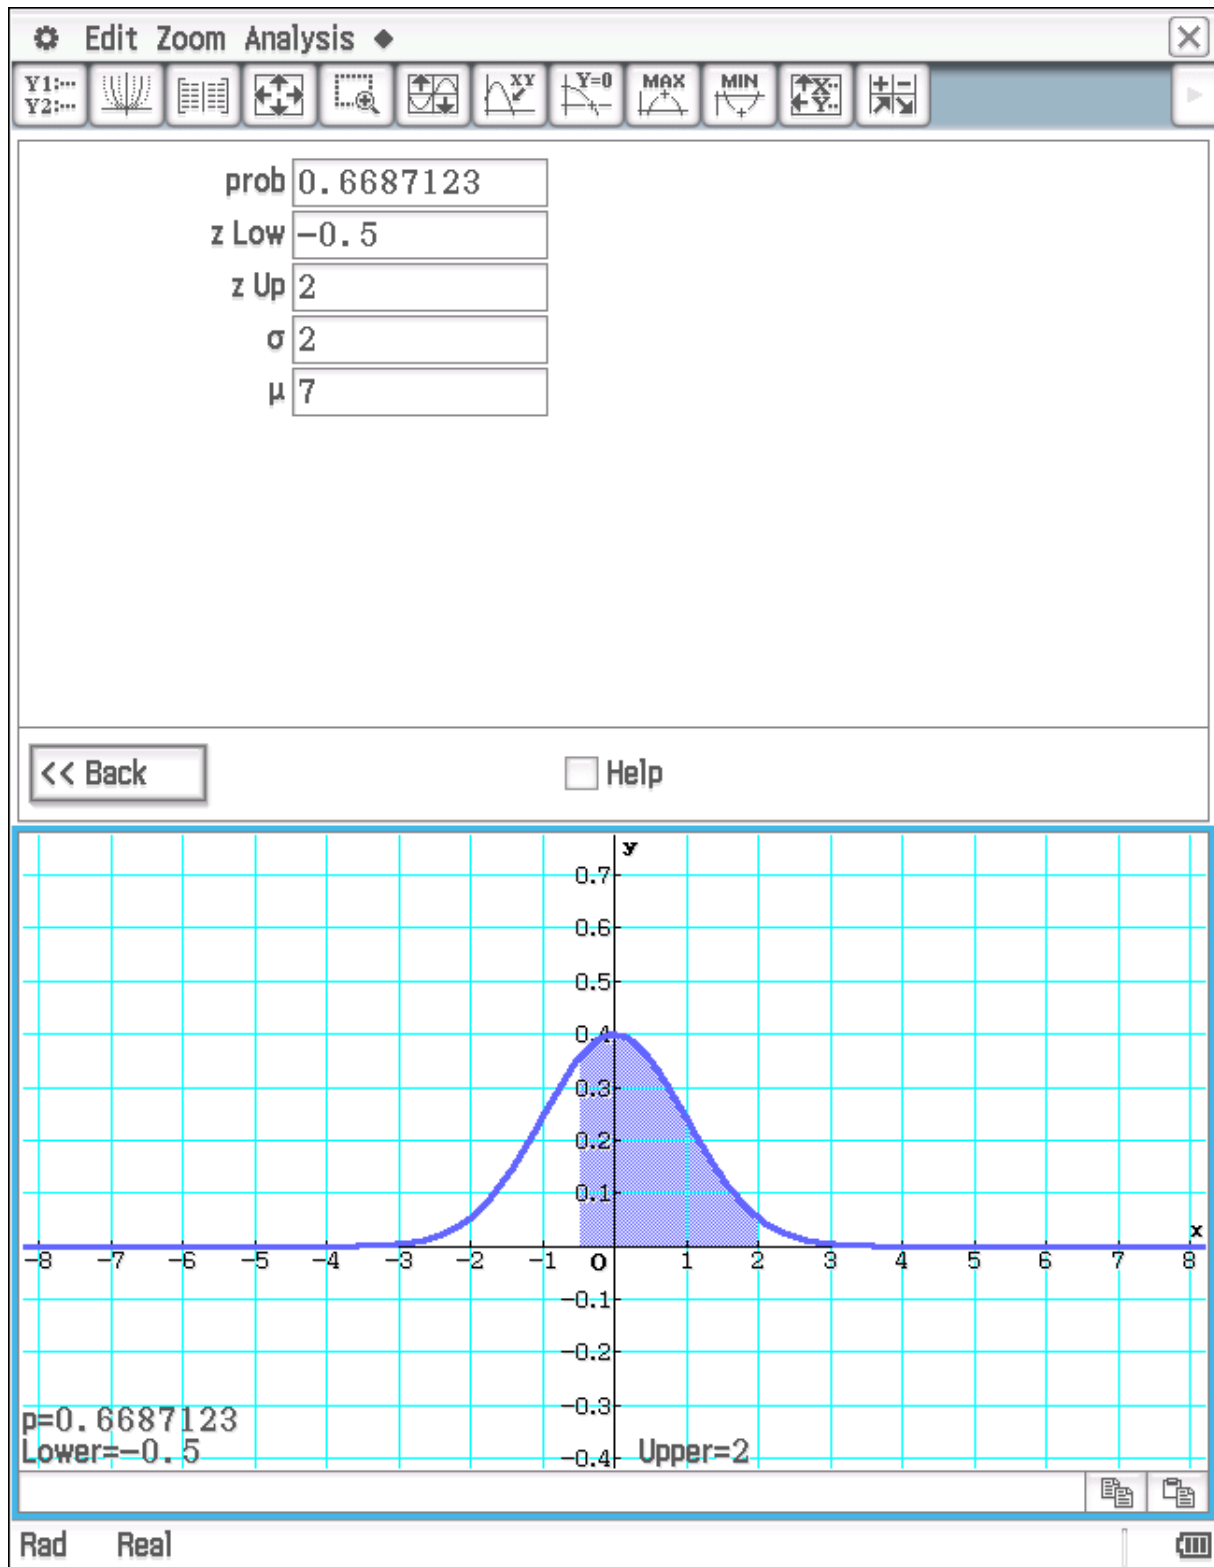 Edit Zoom Analysis ◆
Y1:··· Y=0 MAX MIN
Y2:··· XY X·· Y·· + −
prob 0.6687123
z Low −0.5
z Up 2
σ 2
μ 7
<< Back Help
y
0.7
0.6
0.5
0.4
0.3
0.2
0.1
x
−8 −7 −6 −5 −4 −3 −2 −1 O 1 2 3 4 5 6 7 8
−0.1
−0.2
−0.3
p=0.6687123
Lower=−0.5 −0.4 Upper=2
Rad Real